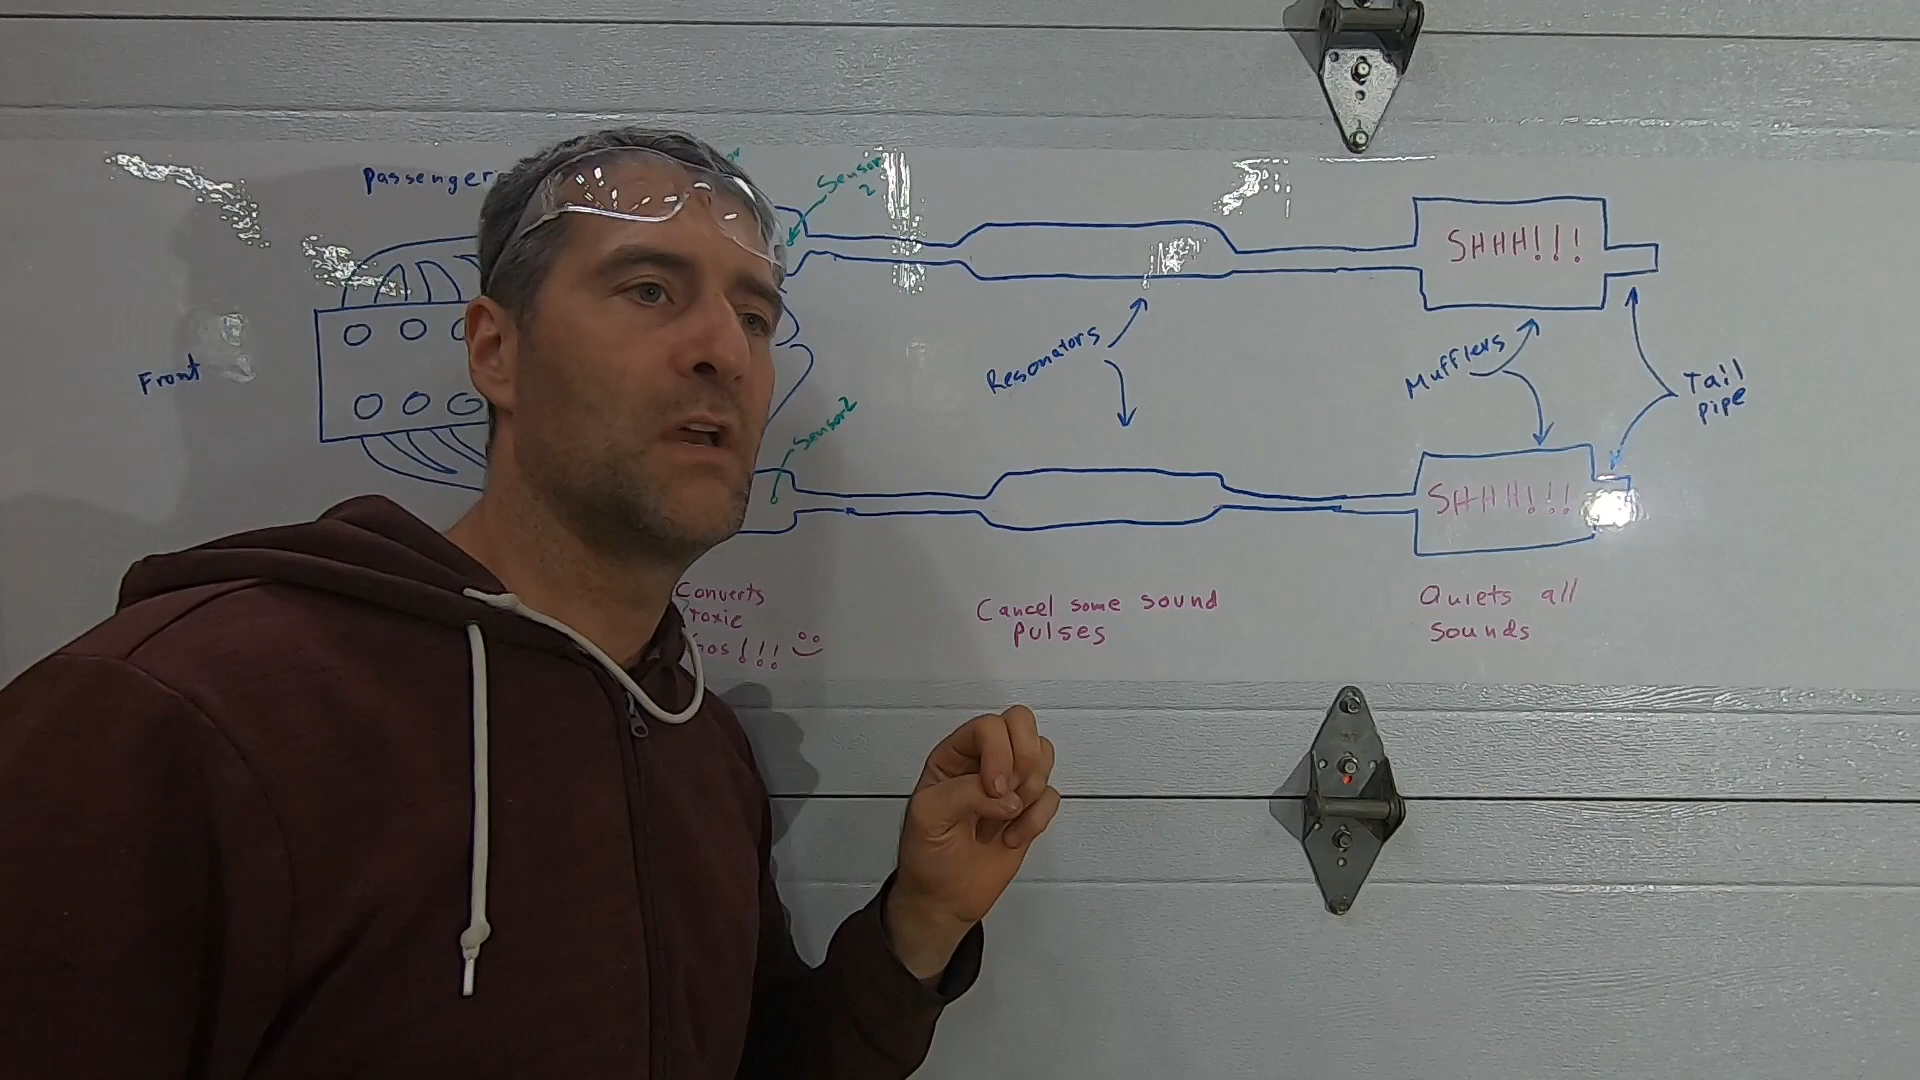 Passenger
Sensor
2
SHHH!!!
Resonators
Mufflers
Front
Tail
pipe
Sensor2
SHHH!!!
Converts
toxic
Cancel some sound
pulses
Quiets all
sounds